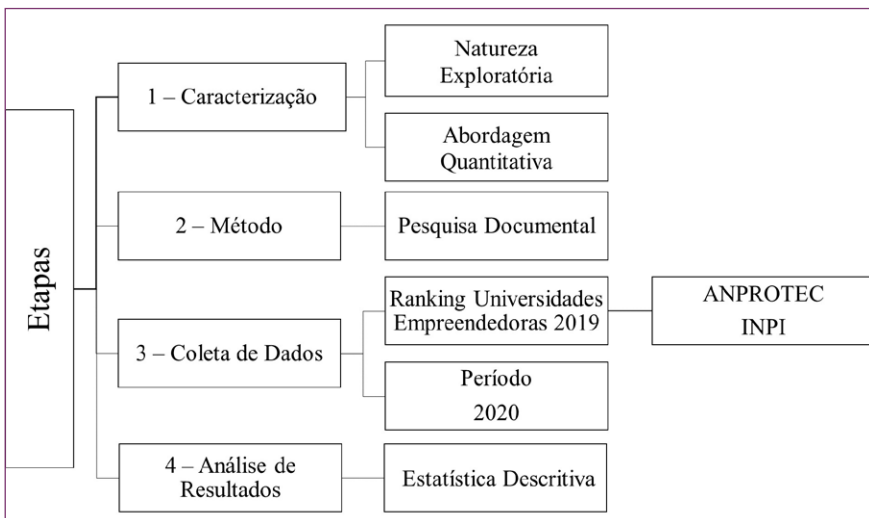 Etapas
1 – Caracterização
Natureza
Exploratória
Abordagem
Quantitativa
2 – Método
Pesquisa Documental
3 – Coleta de Dados
Ranking Universidades
Empreendedoras 2019
ANPROTEC
INPI
Período
2020
4 – Análise de
Resultados
Estatística Descritiva